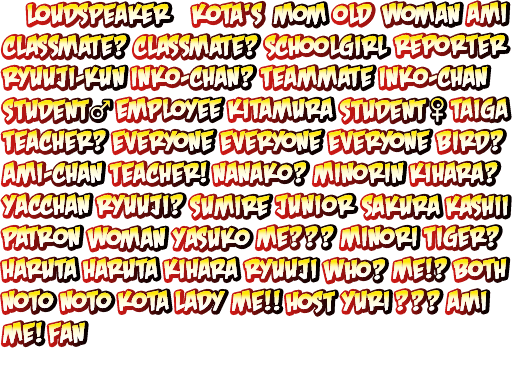 LOUDSPEAKER KOTA'S MOM OLD WOMAN AMI
CLASSMATE? CLASSMATE? SCHOOLGIRL REPORTER
RYUUJI-KUN INKO-CHAN? TEAMMATE INKO-CHAN
STUDENT♂ EMPLOYEE KITAMURA STUDENT♀ TAIGA
TEACHER? EVERYONE EVERYONE EVERYONE BIRD?
AMI-CHAN TEACHER! NANAKO? MINORIN KIHARA?
YACCHAN RYUUJI? SUMIRE JUNIOR SAKURA KASHII
PATRON WOMAN YASUKO ME??? MINORI TIGER?
HARUTA HARUTA KIHARA RYUUJI WHO? ME!? BOTH
NOTO NOTO KOTA LADY ME!! HOST YURI ??? AMI
ME! FAN